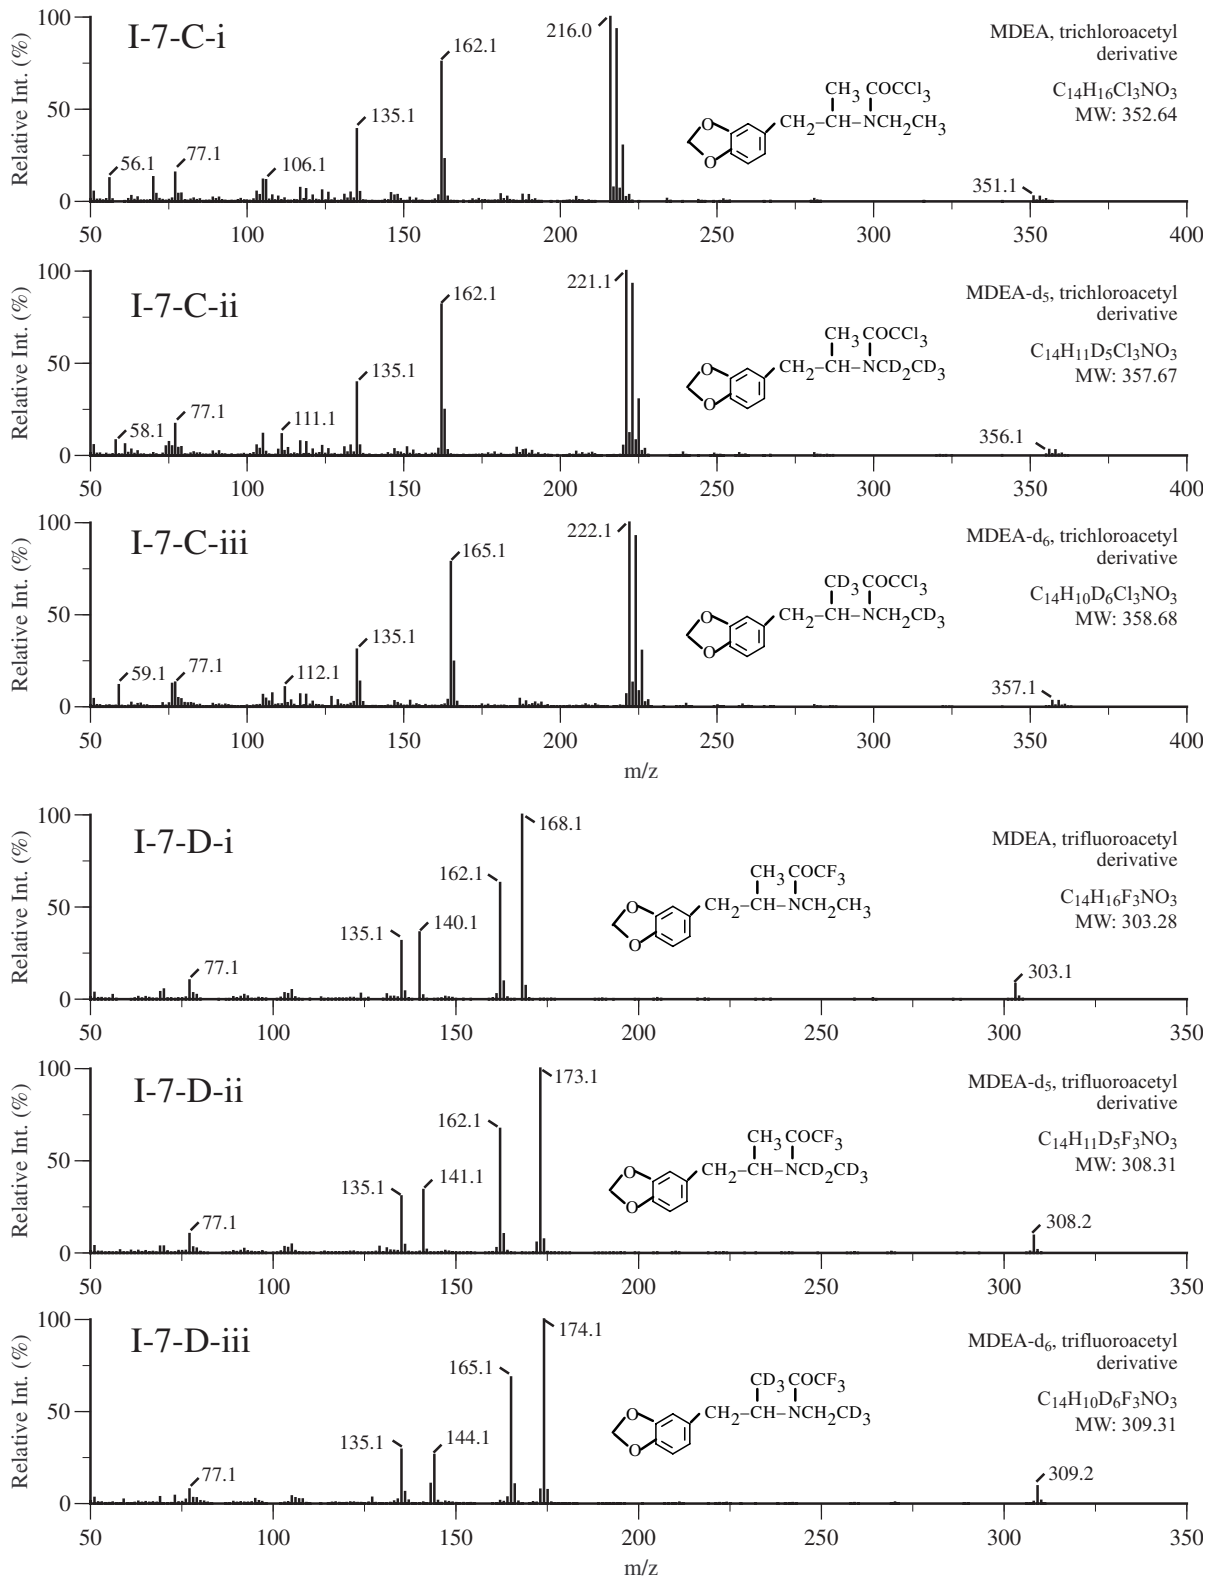 I-7-C-i
MDEA, trichloroacetyl
derivative
C14H16Cl3NO3
MW: 352.64
Relative Int. (%)
100
50
0
56.1
77.1
106.1
135.1
162.1
216.0
351.1
CH3 COCCl3
O
O
CH2–CH–NCH2CH3
50 100 150 200 250 300 350 400
I-7-C-ii
MDEA-d5, trichloroacetyl
derivative
C14H11D5Cl3NO3
MW: 357.67
Relative Int. (%)
100
50
0
58.1
77.1
111.1
135.1
162.1
221.1
356.1
CH3 COCCl3
O
O
CH2–CH–NCD2CD3
50 100 150 200 250 300 350 400
I-7-C-iii
MDEA-d6, trichloroacetyl
derivative
C14H10D6Cl3NO3
MW: 358.68
Relative Int. (%)
100
50
0
59.1
77.1
112.1
135.1
165.1
222.1
357.1
CD3 COCCl3
O
O
CH2–CH–NCH2CD3
50 100 150 200 250 300 350 400
m/z
I-7-D-i
MDEA, trifluoroacetyl
derivative
C14H16F3NO3
MW: 303.28
Relative Int. (%)
100
50
0
77.1
135.1
140.1
162.1
168.1
303.1
CH3 COCF3
O
O
CH2–CH–NCH2CH3
50 100 150 200 250 300 350
I-7-D-ii
MDEA-d5, trifluoroacetyl
derivative
C14H11D5F3NO3
MW: 308.31
Relative Int. (%)
100
50
0
77.1
135.1
141.1
162.1
173.1
308.2
CH3 COCF3
O
O
CH2–CH–NCD2CD3
50 100 150 200 250 300 350
I-7-D-iii
MDEA-d6, trifluoroacetyl
derivative
C14H10D6F3NO3
MW: 309.31
Relative Int. (%)
100
50
0
77.1
135.1
144.1
165.1
174.1
309.2
CD3 COCF3
O
O
CH2–CH–NCH2CD3
50 100 150 200 250 300 350
m/z